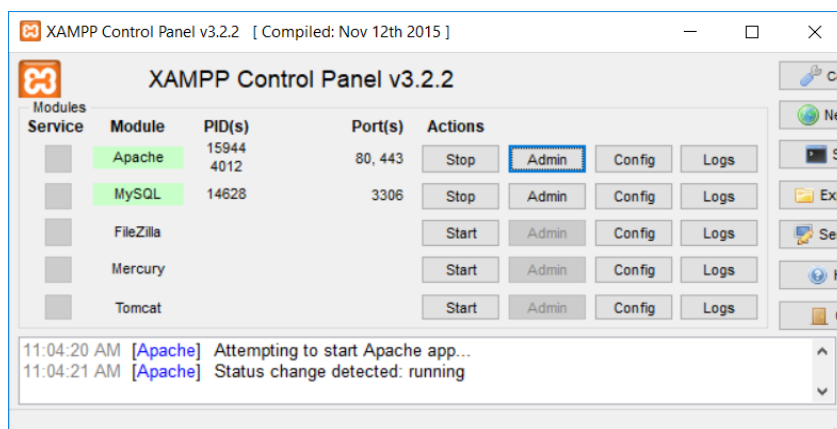 XAMPP Control Panel v3.2.2 [ Compiled: Nov 12th 2015 ]
XAMPP Control Panel v3.2.2
Modules
Service Module PID(s) Port(s) Actions
Apache 15944 4012 80, 443 Stop Admin Config Logs
MySQL 14628 3306 Stop Admin Config Logs
FileZilla Start Admin Config Logs
Mercury Start Admin Config Logs
Tomcat Start Admin Config Logs
11:04:20 AM [Apache] Attempting to start Apache app...
11:04:21 AM [Apache] Status change detected: running